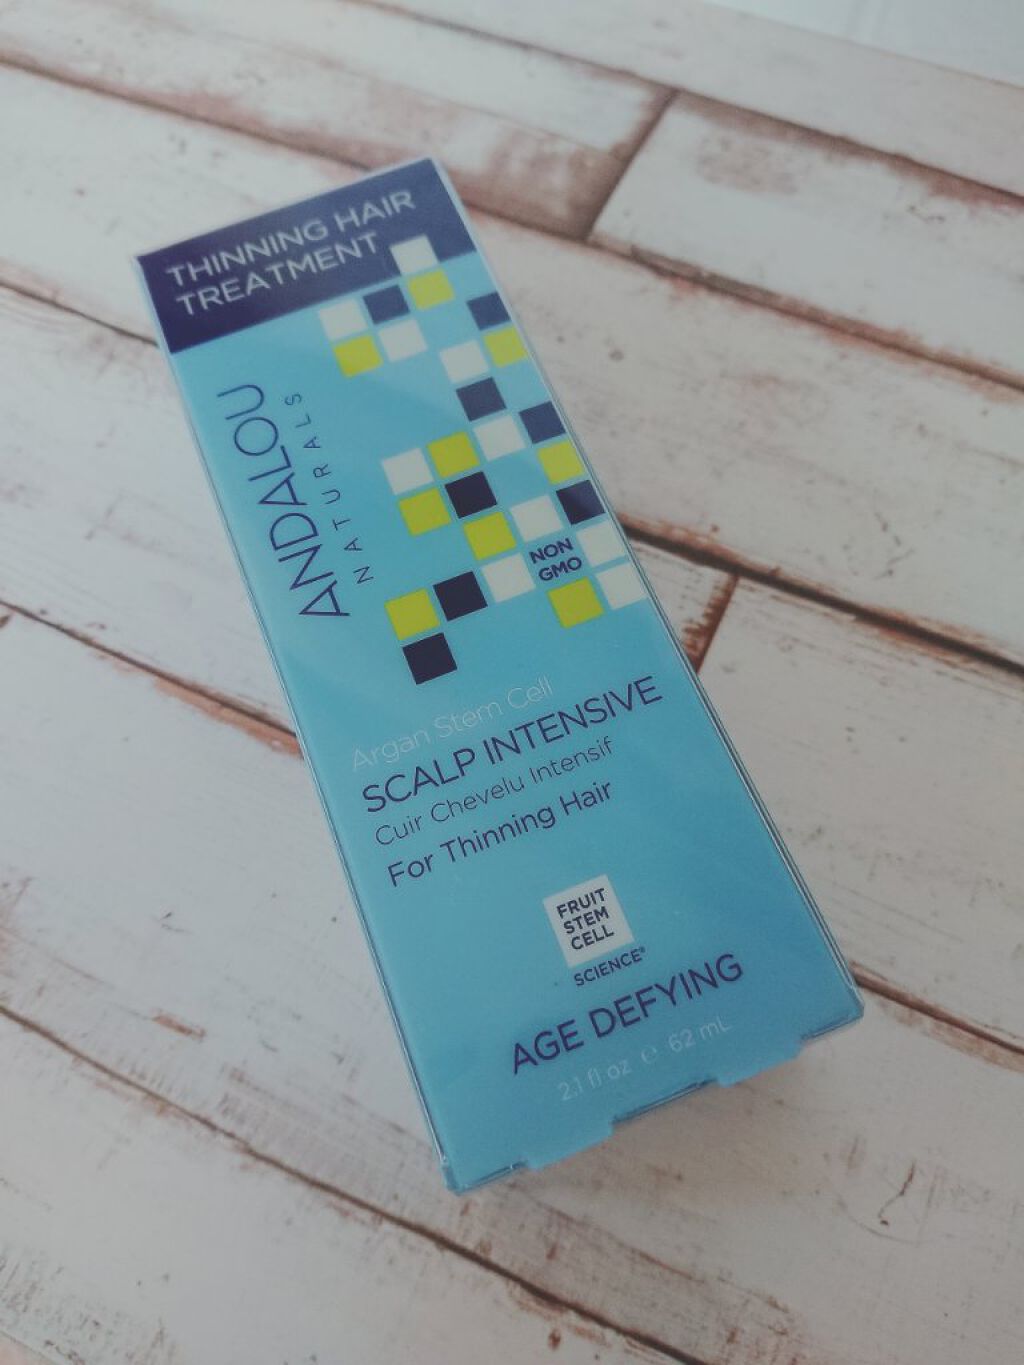 THINNING HAIR
TREATMENT
ANDALOU
NATURALS
NON
GMO
Argan Stem Cell
SCALP INTENSIVE
Cuir Chevelu Intensif
For Thinning Hair
FRUIT
STEM
CELL
SCIENCE®
AGE DEFYING
2.1 fl oz ℮ 62 mL